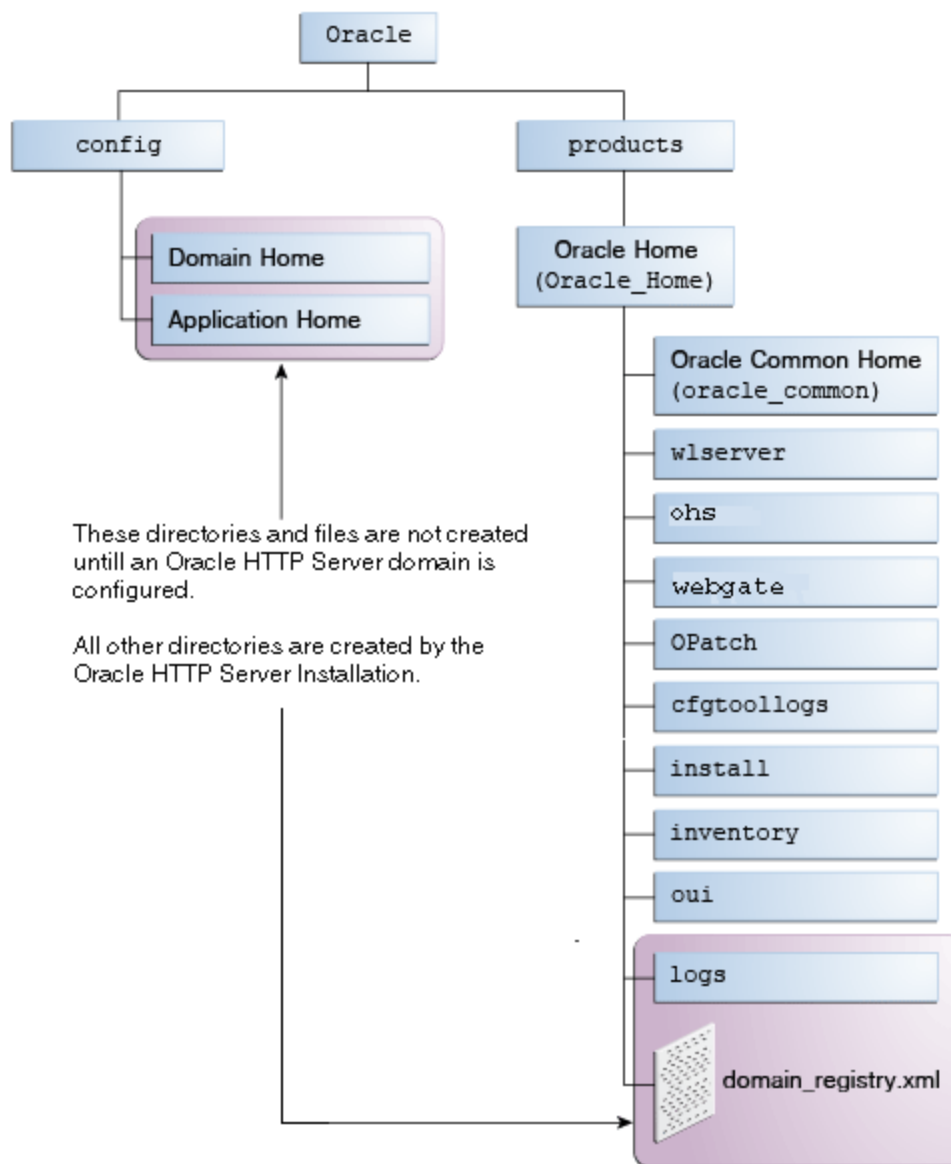 Oracle
config
products
Domain Home
Application Home
Oracle Home
(Oracle_Home)
Oracle Common Home
(oracle_common)
wlserver
ohs
webgate
OPatch
cfgtoollogs
install
inventory
oui
logs
domain_registry.xml
These directories and files are not created
untill an Oracle HTTP Server domain is
configured.
All other directories are created by the
Oracle HTTP Server Installation.